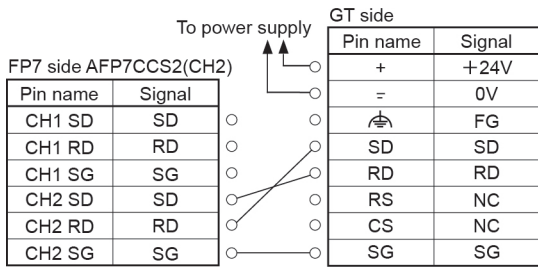 To power supply
GT side
Pin name Signal
+ +24V
= 0V
FG
SD SD
RD RD
RS NC
CS NC
SG SG
FP7 side AFP7CCS2(CH2)
Pin name Signal
CH1 SD SD
CH1 RD RD
CH1 SG SG
CH2 SD SD
CH2 RD RD
CH2 SG SG